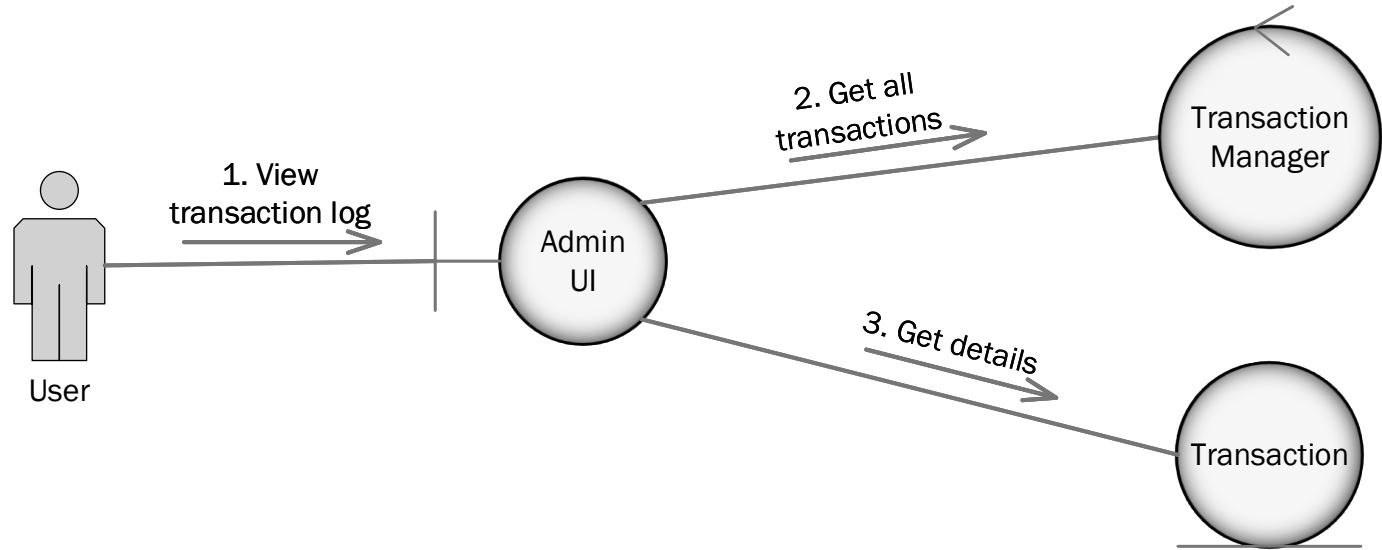 1. View
transaction log
User
Admin
UI
2. Get all
transactions
Transaction
Manager
3. Get details
Transaction